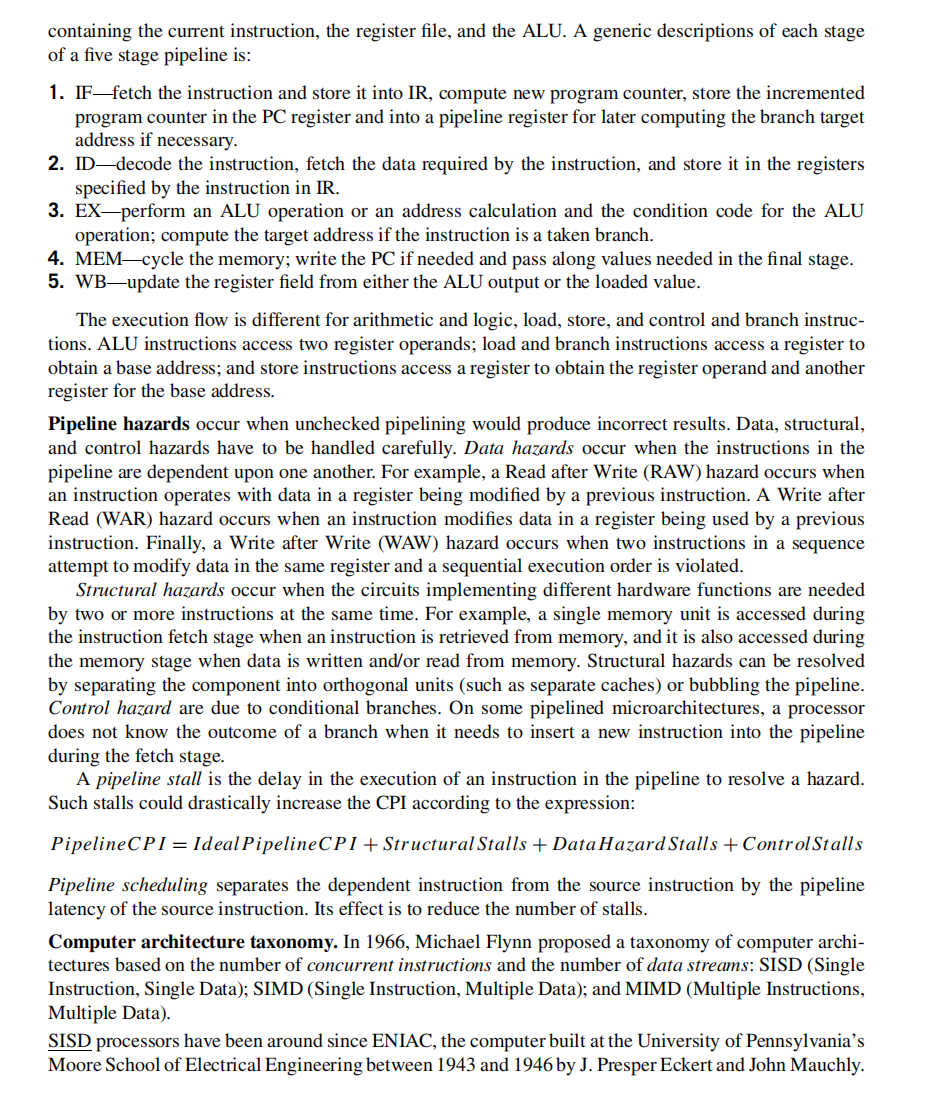 containing the current instruction, the register file, and the ALU. A generic descriptions of each stage
of a five stage pipeline is:
1. IF—fetch the instruction and store it into IR, compute new program counter, store the incremented
program counter in the PC register and into a pipeline register for later computing the branch target
address if necessary.
2. ID—decode the instruction, fetch the data required by the instruction, and store it in the registers
specified by the instruction in IR.
3. EX—perform an ALU operation or an address calculation and the condition code for the ALU
operation; compute the target address if the instruction is a taken branch.
4. MEM—cycle the memory; write the PC if needed and pass along values needed in the final stage.
5. WB—update the register field from either the ALU output or the loaded value.
The execution flow is different for arithmetic and logic, load, store, and control and branch instruc-
tions. ALU instructions access two register operands; load and branch instructions access a register to
obtain a base address; and store instructions access a register to obtain the register operand and another
register for the base address.
Pipeline hazards occur when unchecked pipelining would produce incorrect results. Data, structural,
and control hazards have to be handled carefully. Data hazards occur when the instructions in the
pipeline are dependent upon one another. For example, a Read after Write (RAW) hazard occurs when
an instruction operates with data in a register being modified by a previous instruction. A Write after
Read (WAR) hazard occurs when an instruction modifies data in a register being used by a previous
instruction. Finally, a Write after Write (WAW) hazard occurs when two instructions in a sequence
attempt to modify data in the same register and a sequential execution order is violated.
Structural hazards occur when the circuits implementing different hardware functions are needed
by two or more instructions at the same time. For example, a single memory unit is accessed during
the instruction fetch stage when an instruction is retrieved from memory, and it is also accessed during
the memory stage when data is written and/or read from memory. Structural hazards can be resolved
by separating the component into orthogonal units (such as separate caches) or bubbling the pipeline.
Control hazard are due to conditional branches. On some pipelined microarchitectures, a processor
does not know the outcome of a branch when it needs to insert a new instruction into the pipeline
during the fetch stage.
A pipeline stall is the delay in the execution of an instruction in the pipeline to resolve a hazard.
Such stalls could drastically increase the CPI according to the expression:
PipelineCPI = IdealPipelineCPI + StructuralStalls + DataHazardStalls + ControlStalls
Pipeline scheduling separates the dependent instruction from the source instruction by the pipeline
latency of the source instruction. Its effect is to reduce the number of stalls.
Computer architecture taxonomy. In 1966, Michael Flynn proposed a taxonomy of computer archi-
tectures based on the number of concurrent instructions and the number of data streams: SISD (Single
Instruction, Single Data); SIMD (Single Instruction, Multiple Data); and MIMD (Multiple Instructions,
Multiple Data).
SISD processors have been around since ENIAC, the computer built at the University of Pennsylvania's
Moore School of Electrical Engineering between 1943 and 1946 by J. Presper Eckert and John Mauchly.